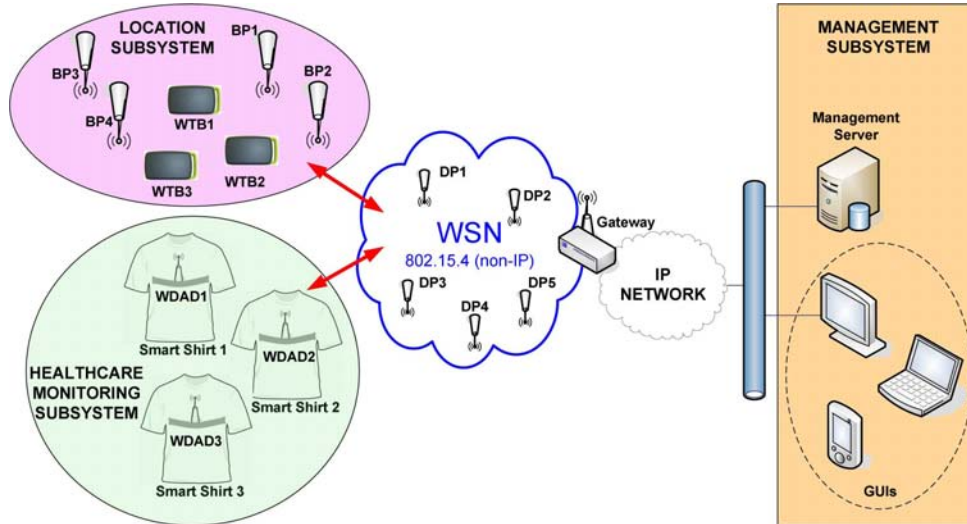 LOCATION
SUBSYSTEM
BP1
BP3
BP2
BP4
WTB1
WTB2
WTB3
HEALTHCARE
MONITORING
SUBSYSTEM
WDAD1
Smart Shirt 1
WDAD2
Smart Shirt 2
WDAD3
Smart Shirt 3
DP1
DP2
WSN
802.15.4 (non-IP)
DP3
DP4
DP5
Gateway
IP
NETWORK
MANAGEMENT
SUBSYSTEM
Management
Server
GUIs